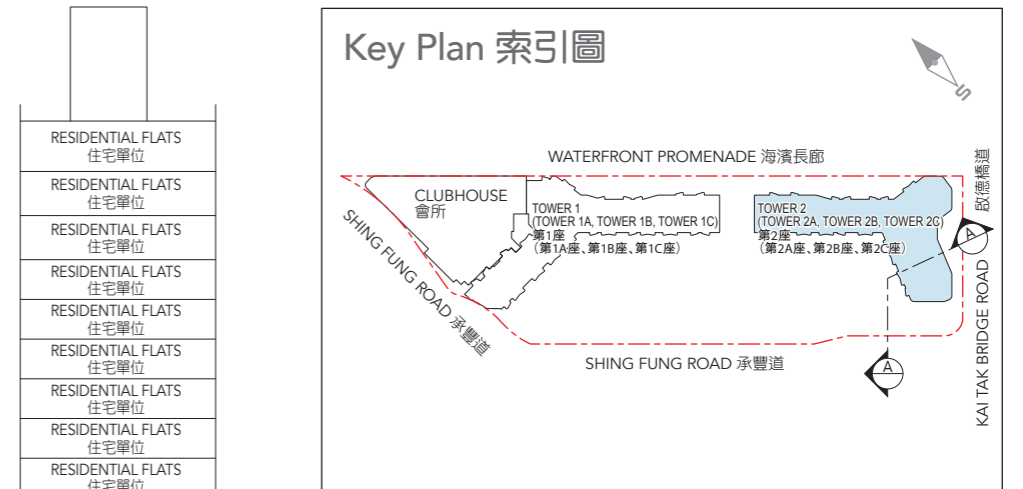 RESIDENTIAL FLATS
住宅單位
RESIDENTIAL FLATS
住宅單位
RESIDENTIAL FLATS
住宅單位
RESIDENTIAL FLATS
住宅單位
RESIDENTIAL FLATS
住宅單位
RESIDENTIAL FLATS
住宅單位
RESIDENTIAL FLATS
住宅單位
RESIDENTIAL FLATS
住宅單位
RESIDENTIAL FLATS
住宅單位
Key Plan 索引圖
S
WATERFRONT PROMENADE 海濱長廊
CLUBHOUSE
會所
TOWER 1
(TOWER 1A, TOWER 1B, TOWER 1C)
第1座
(第1A座、第1B座、第1C座)
TOWER 2
(TOWER 2A, TOWER 2B, TOWER 2C)
第2座
(第2A座、第2B座、第2C座)
SHING FUNG ROAD 承豐道
SHING FUNG ROAD 承豐道
KAI TAK BRIDGE ROAD 啟德橋道
A
A